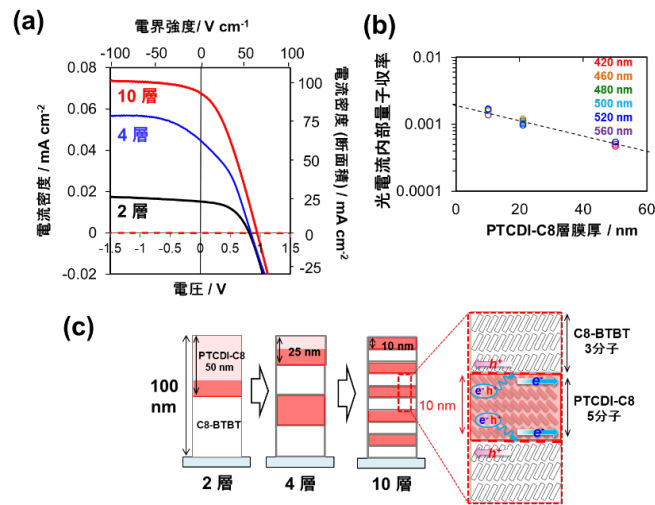 (a)
電界強度/ V cm⁻¹
-100 -50 0 50 100
0.08
0.06
0.04
0.02
0
-0.02
電流密度 / mA cm⁻²
10 層
4 層
2 層
100
75
50
25
0
-25
電流密度 (断面積) / mA cm⁻²
-1.5 -1 -0.5 0 0.5 1 1.5
電圧 / V
(b)
光電流内部量子収率
0.01
0.001
0.0001
420 nm
460 nm
480 nm
500 nm
520 nm
560 nm
0 20 40 60
PTCDI-C8層膜厚 / nm
(c)
100 nm
PTCDI-C8
50 nm
C8-BTBT
2 層
25 nm
4 層
10 nm
10 層
10 nm
h⁺
e⁻ h⁺
e⁻
e⁻ h⁺
e⁻
h⁺
C8-BTBT
3分子
PTCDI-C8
5分子